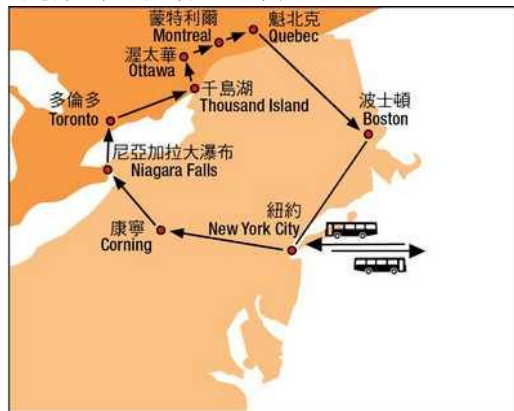 蒙特利爾
Montreal
魁北克
Quebec
渥太華
Ottawa
千島湖
Thousand Island
多倫多
Toronto
波士頓
Boston
尼亞加拉大瀑布
Niagara Falls
紐約
New York City
康寧
Corning